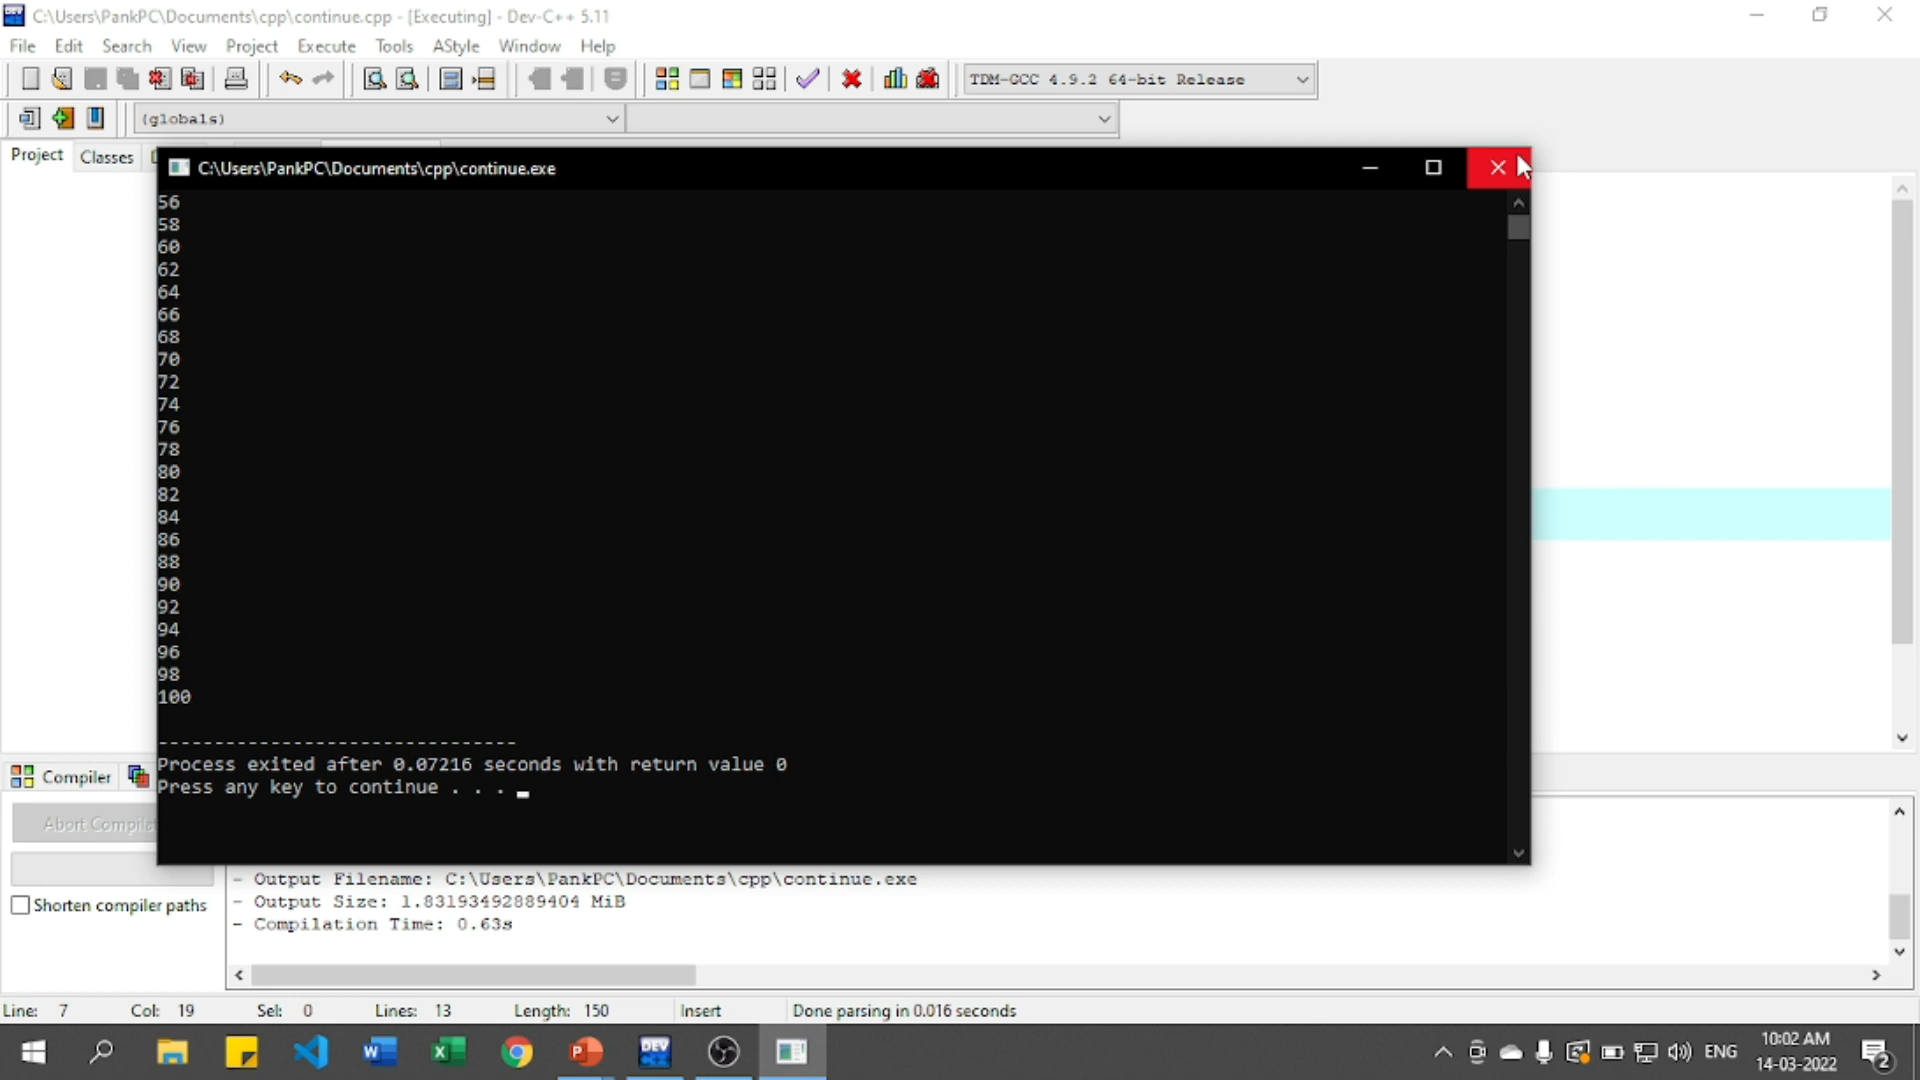 C:\Users\PankPC\Documents\cpp\continue.cpp - [Executing] - Dev-C++ 5.11
File Edit Search View Project Execute Tools AStyle Window Help
TDM-GCC 4.9.2 64-bit Release
(globals)
Project Classes
C:\Users\PankPC\Documents\cpp\continue.exe
56
58
60
62
64
66
68
70
72
74
76
78
80
82
84
86
88
90
92
94
96
98
100
--------------------------------
Process exited after 0.07216 seconds with return value 0
Press any key to continue . . .
Compiler
Abort Compilat
- Output Filename: C:\Users\PankPC\Documents\cpp\continue.exe
Shorten compiler paths
- Output Size: 1.83193492889404 MiB
- Compilation Time: 0.63s
Line: 7 Col: 19 Sel: 0 Lines: 13 Length: 150 Insert Done parsing in 0.016 seconds
DEV
ENG
10:02 AM
14-03-2022
2